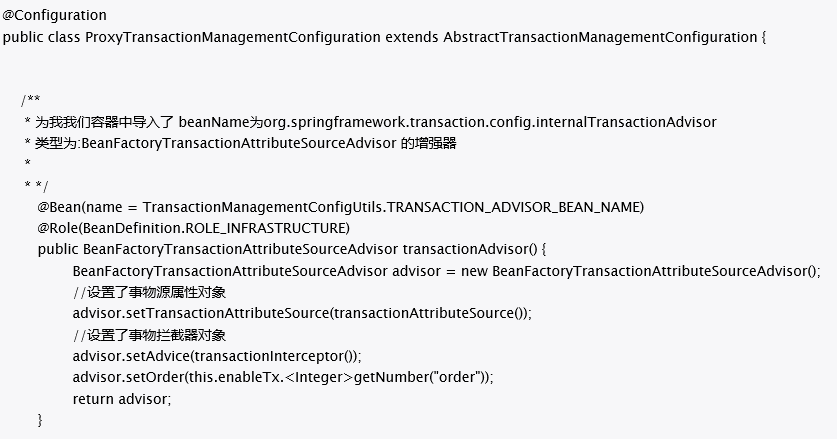 @Configuration
public class ProxyTransactionManagementConfiguration extends AbstractTransactionManagementConfiguration {
/**
* 为我我们容器中导入了 beanName为org.springframework.transaction.config.internalTransactionAdvisor
* 类型为:BeanFactoryTransactionAttributeSourceAdvisor 的增强器
*
* */
@Bean(name = TransactionManagementConfigUtils.TRANSACTION_ADVISOR_BEAN_NAME)
@Role(BeanDefinition.ROLE_INFRASTRUCTURE)
public BeanFactoryTransactionAttributeSourceAdvisor transactionAdvisor() {
BeanFactoryTransactionAttributeSourceAdvisor advisor = new BeanFactoryTransactionAttributeSourceAdvisor();
//设置了事物源属性对象
advisor.setTransactionAttributeSource(transactionAttributeSource());
//设置了事物拦截器对象
advisor.setAdvice(transactionInterceptor());
advisor.setOrder(this.enableTx.<Integer>getNumber("order"));
return advisor;
}